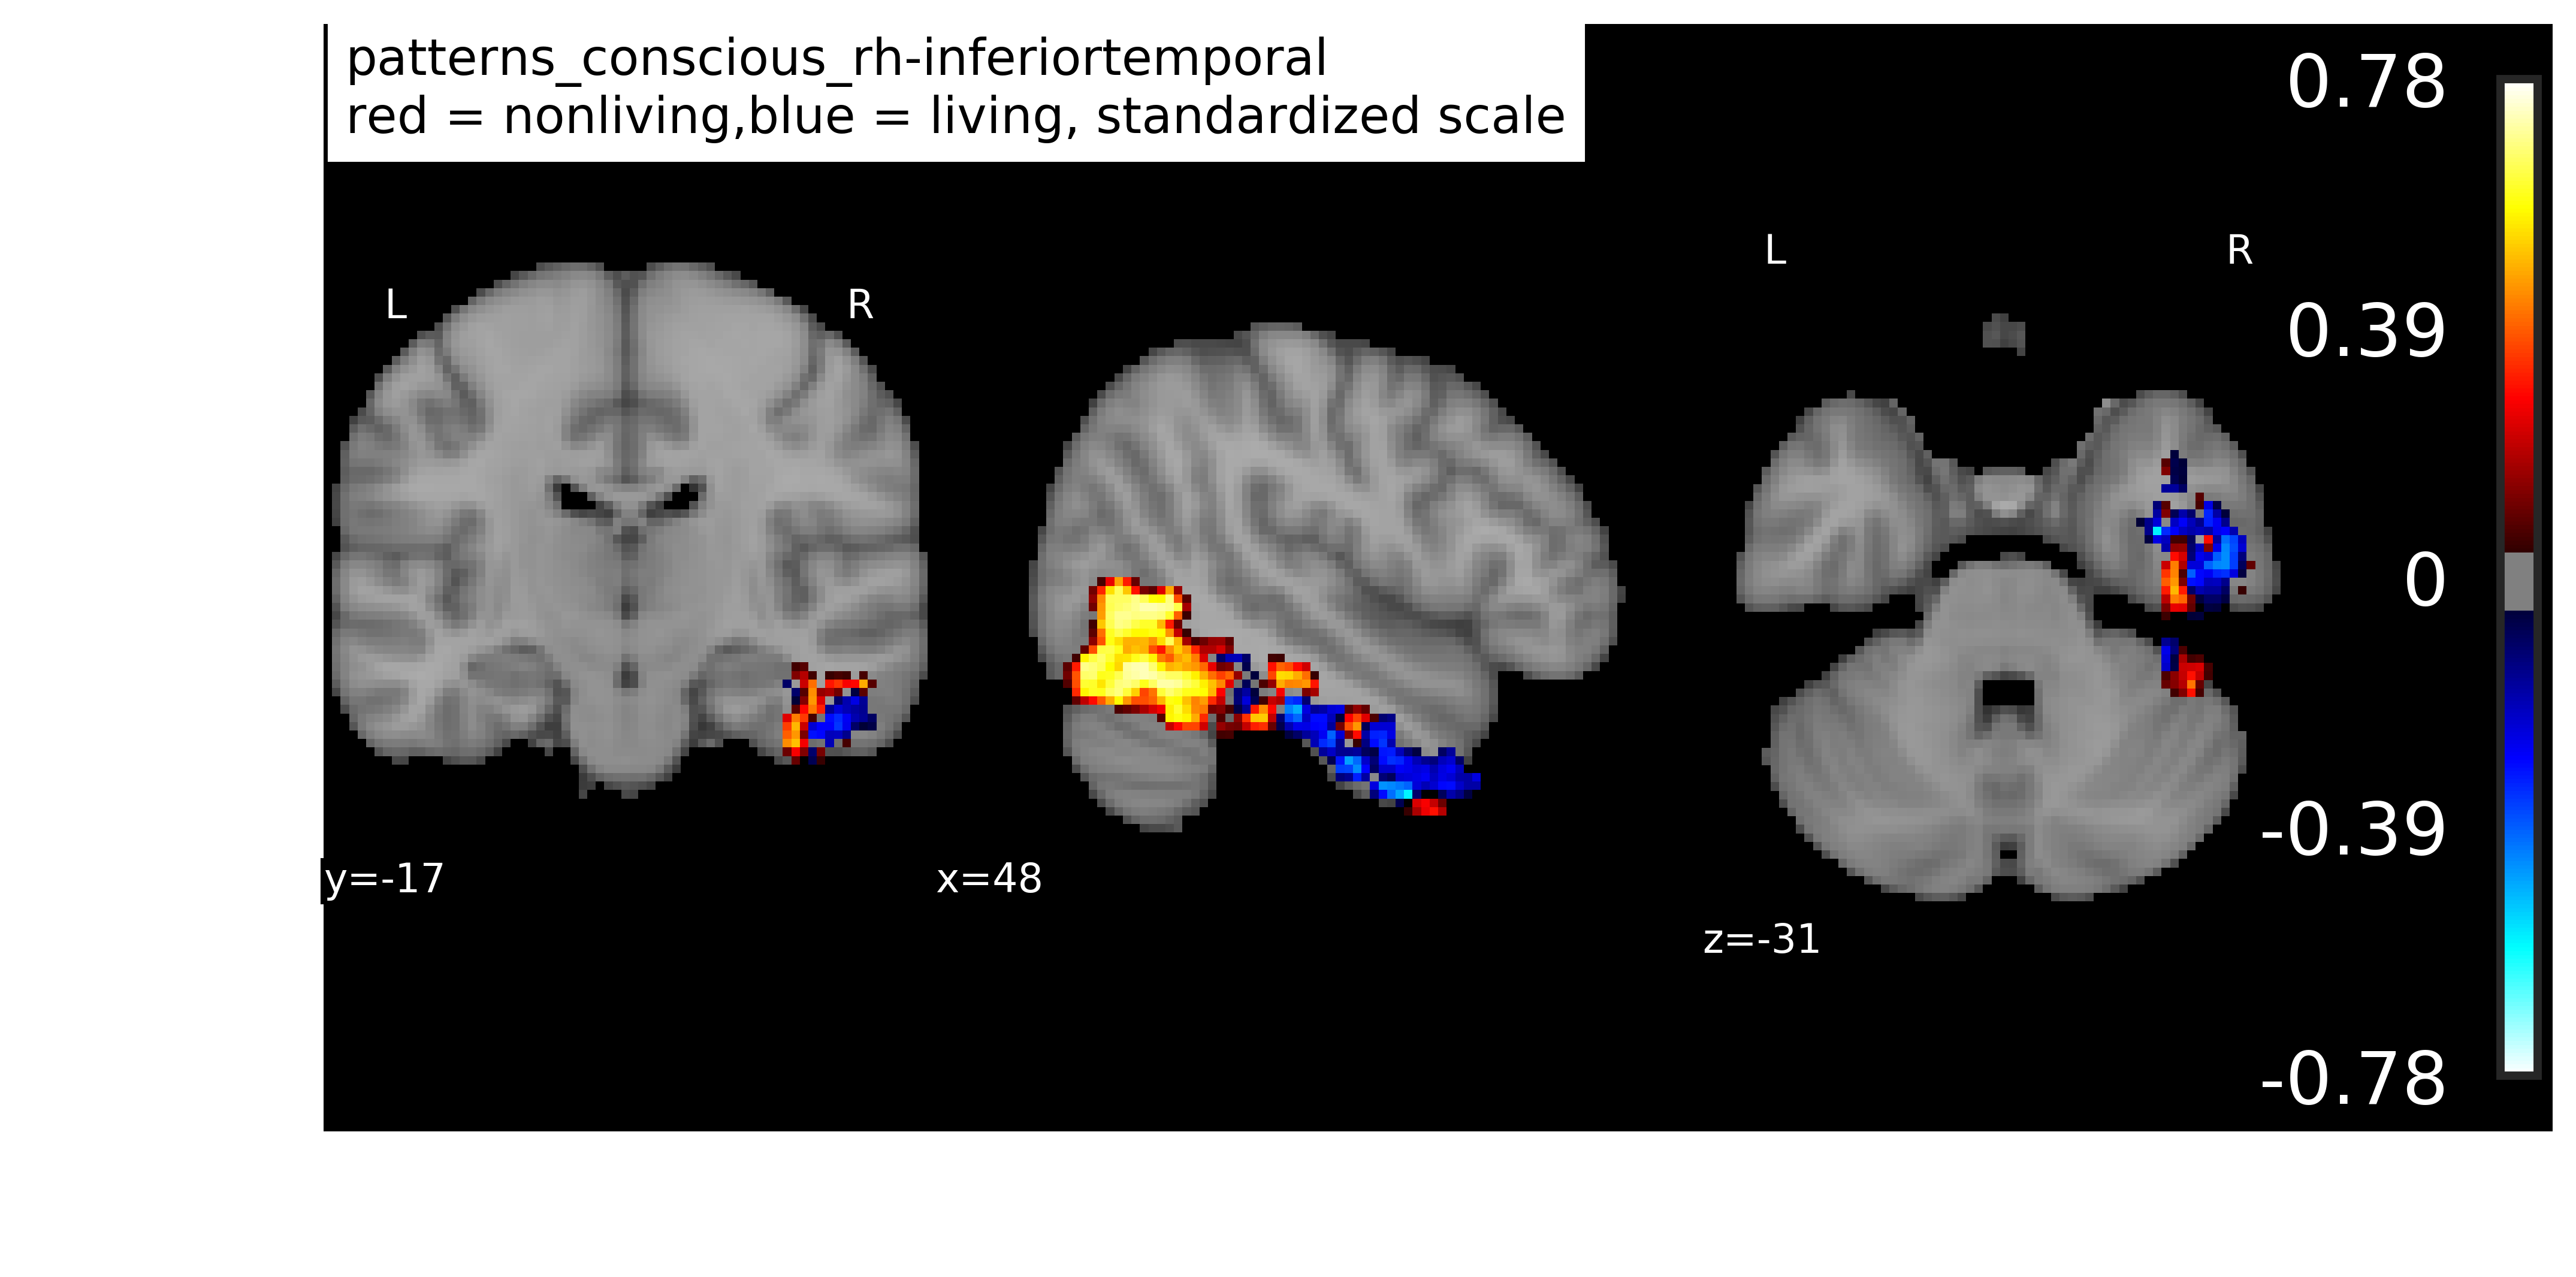 patterns_conscious_rh-inferiortemporal
red = nonliving,blue = living, standardized scale
L R
L R
y=-17
x=48
z=-31
0.78
0.39
0
-0.39
-0.78